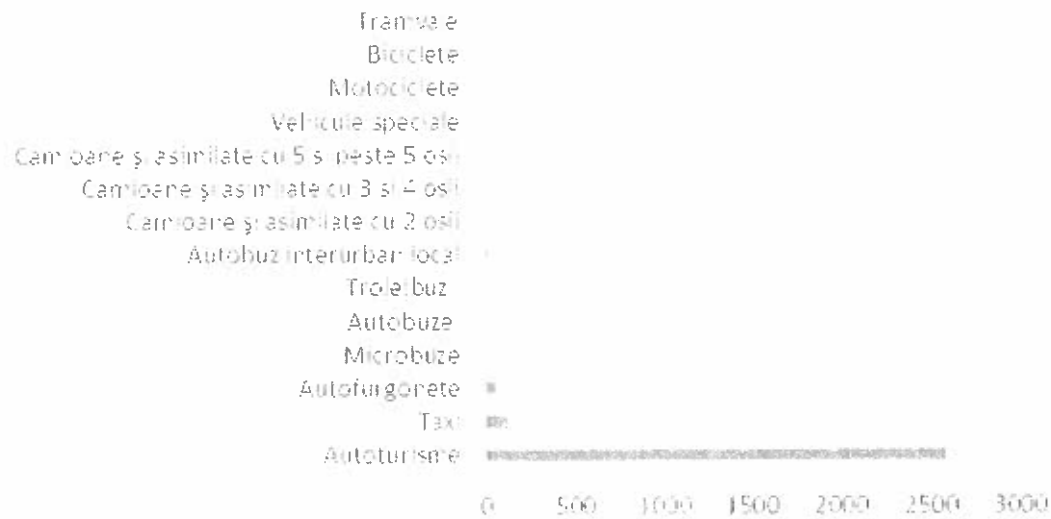 Tramvaie
Biciclete
Motociclete
Vehicule speciale
Camioane și asimilate cu 5 si peste 5 osii
Camioane și asimilate cu 3 si 4 osii
Camioane și asimilate cu 2 osii
Autobuz interurban local
Troleibuz
Autobuze
Microbuze
Autofurgonete
Taxi
Autoturisme
0 500 1000 1500 2000 2500 3000